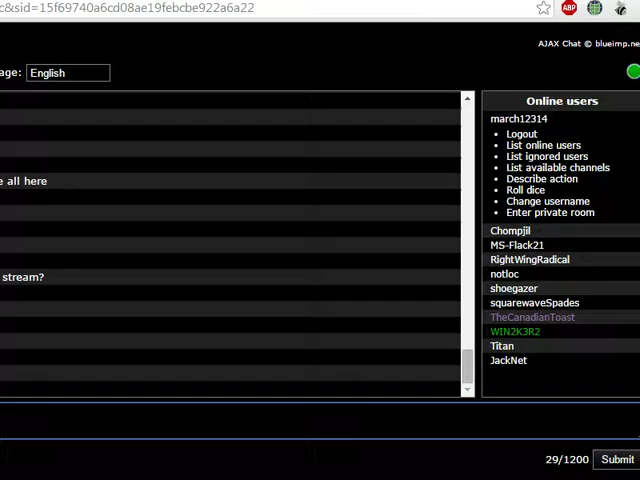 c&sid=15f69740a6cd08ae19febcbe922a6a22
ABP
AJAX Chat © blueimp.ne
age: English
Online users
march12314
Logout
List online users
List ignored users
List available channels
Describe action
Roll dice
Change username
Enter private room
e all here
Chompjil
MS-Flack21
RightWingRadical
notloc
stream?
shoegazer
squarewaveSpades
TheCanadianToast
WIN2K3R2
Titan
JackNet
29/1200 Submit